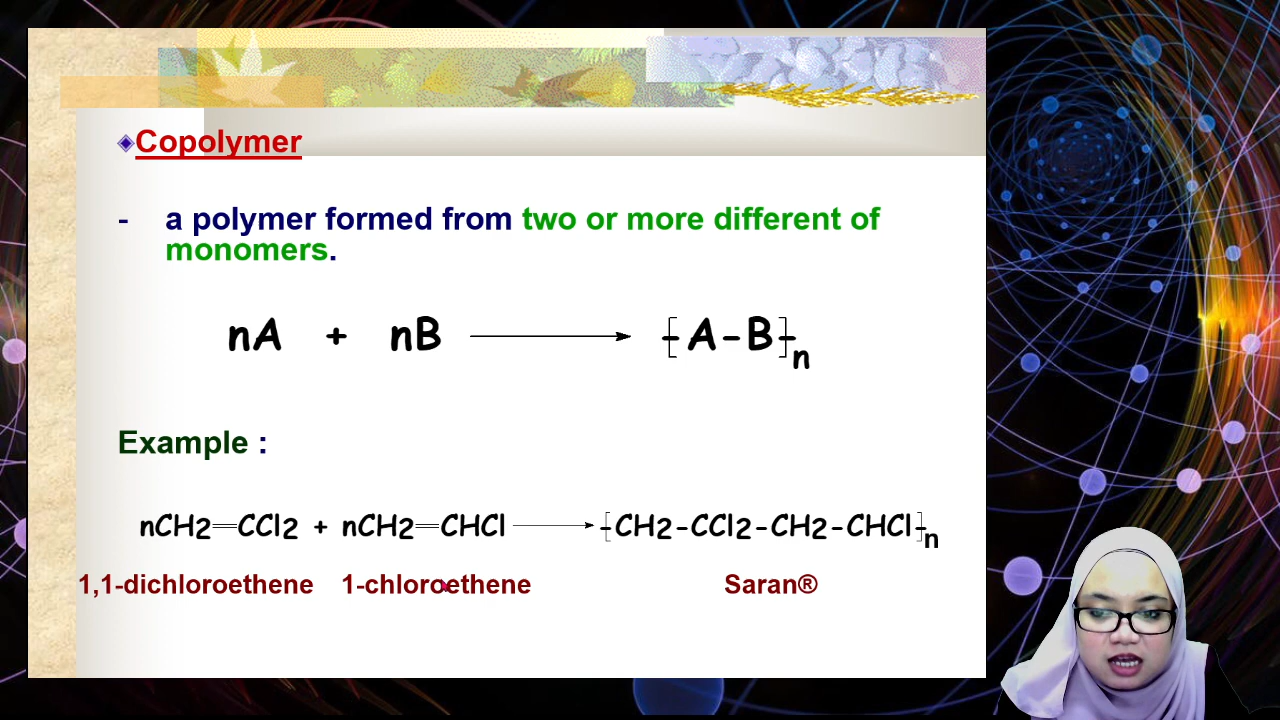 Copolymer
- a polymer formed from two or more different of
monomers.
nA + nB [A-B]n
Example :
nCH2=CCl2 + nCH2=CHCl [CH2-CCl2-CH2-CHCl]n
1,1-dichloroethene 1-chloroethene Saran®